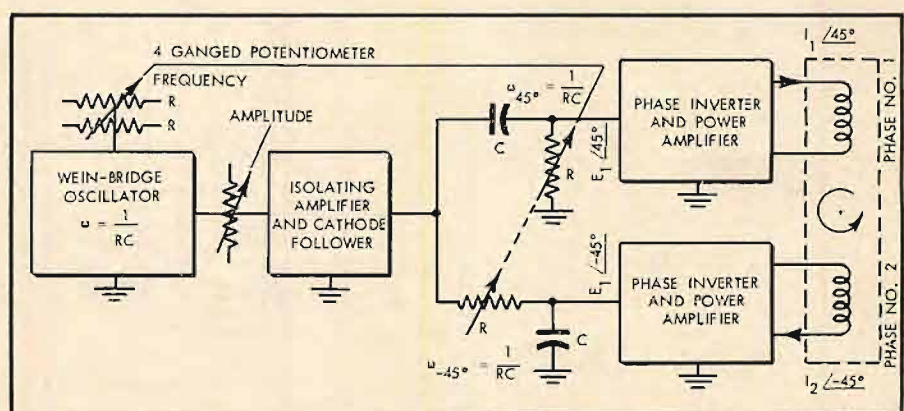 4 GANGED POTENTIOMETER
FREQUENCY
R
R
AMPLITUDE
WEIN-BRIDGE
OSCILLATOR
ω = 1
RC
ISOLATING
AMPLIFIER
AND CATHODE
FOLLOWER
ω45° = 1
RC
C
R
E1 /45°
PHASE INVERTER
AND POWER
AMPLIFIER
I1 /45°
PHASE NO. 1
R
C
ω-45° = 1
RC
E1 /-45°
PHASE INVERTER
AND POWER
AMPLIFIER
PHASE NO. 2
I2 /-45°